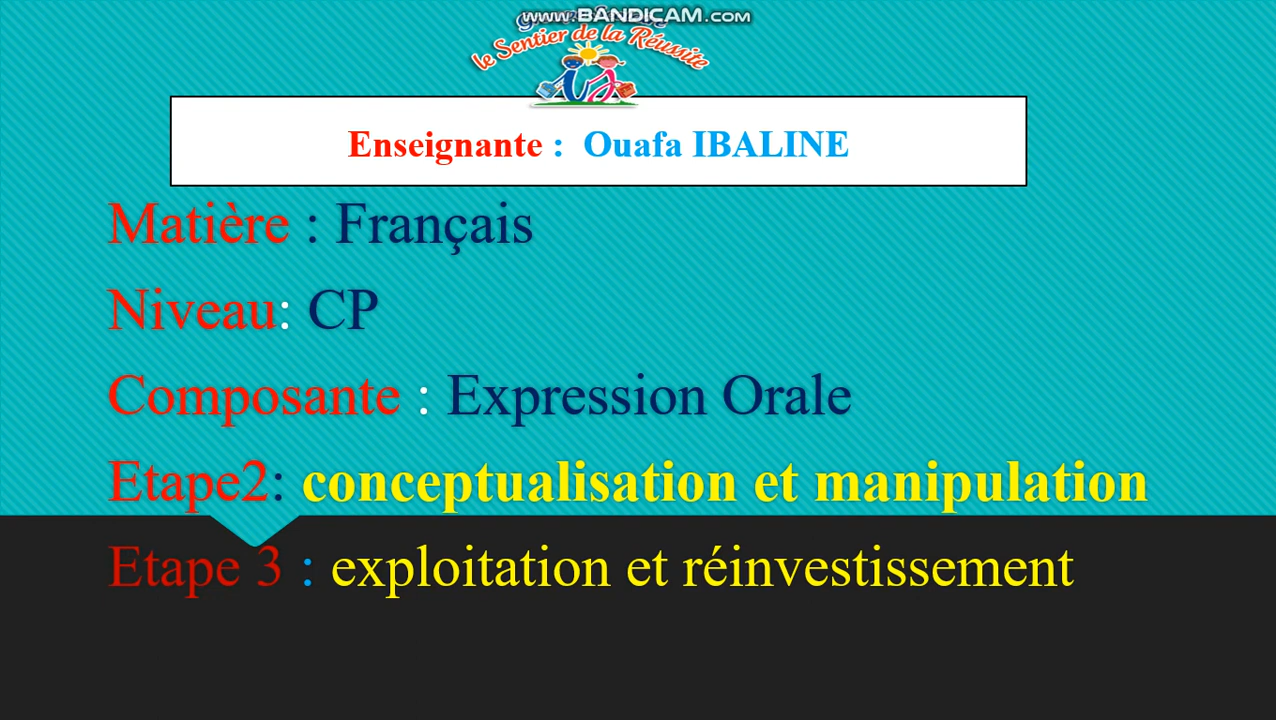 www.BANDICAM.com
le Sentier de la Réussite
Enseignante : Ouafa IBALINE
Matière : Français
Niveau: CP
Composante : Expression Orale
Etape2: conceptualisation et manipulation
Etape 3 : exploitation et réinvestissement